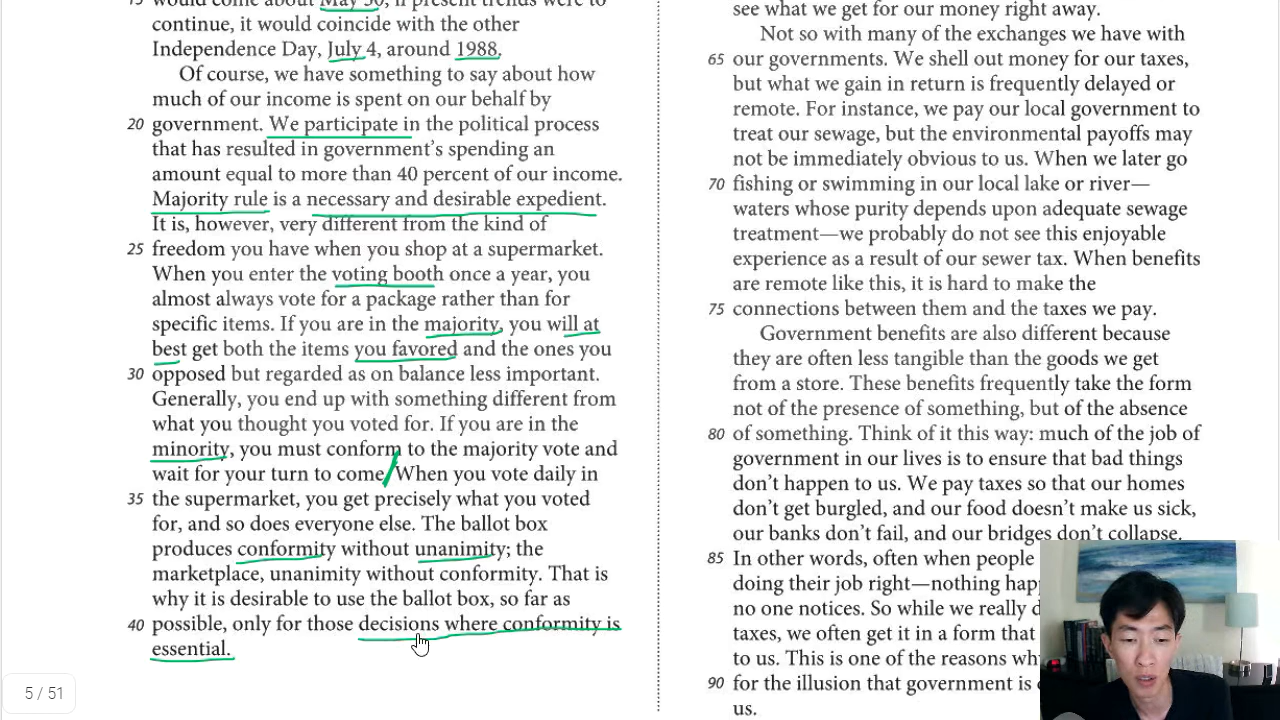 15 would come about May 30; if present trends were to
continue, it would coincide with the other
Independence Day, July 4, around 1988.
Of course, we have something to say about how
much of our income is spent on our behalf by
20 government. We participate in the political process
that has resulted in government's spending an
amount equal to more than 40 percent of our income.
Majority rule is a necessary and desirable expedient.
It is, however, very different from the kind of
25 freedom you have when you shop at a supermarket.
When you enter the voting booth once a year, you
almost always vote for a package rather than for
specific items. If you are in the majority, you will at
best get both the items you favored and the ones you
30 opposed but regarded as on balance less important.
Generally, you end up with something different from
what you thought you voted for. If you are in the
minority, you must conform to the majority vote and
wait for your turn to come. When you vote daily in
35 the supermarket, you get precisely what you voted
for, and so does everyone else. The ballot box
produces conformity without unanimity; the
marketplace, unanimity without conformity. That is
why it is desirable to use the ballot box, so far as
40 possible, only for those decisions where conformity is
essential.
see what we get for our money right away.
Not so with many of the exchanges we have with
65 our governments. We shell out money for our taxes,
but what we gain in return is frequently delayed or
remote. For instance, we pay our local government to
treat our sewage, but the environmental payoffs may
not be immediately obvious to us. When we later go
70 fishing or swimming in our local lake or river—
waters whose purity depends upon adequate sewage
treatment—we probably do not see this enjoyable
experience as a result of our sewer tax. When benefits
are remote like this, it is hard to make the
75 connections between them and the taxes we pay.
Government benefits are also different because
they are often less tangible than the goods we get
from a store. These benefits frequently take the form
not of the presence of something, but of the absence
80 of something. Think of it this way: much of the job of
government in our lives is to ensure that bad things
don't happen to us. We pay taxes so that our homes
don't get burgled, and our food doesn't make us sick,
our banks don't fail, and our bridges don't collapse.
85 In other words, often when people
doing their job right—nothing
no one notices. So while we really
taxes, we often get it in a form that
to us. This is one of the reasons
90 for the illusion that government is
us.
5 / 51